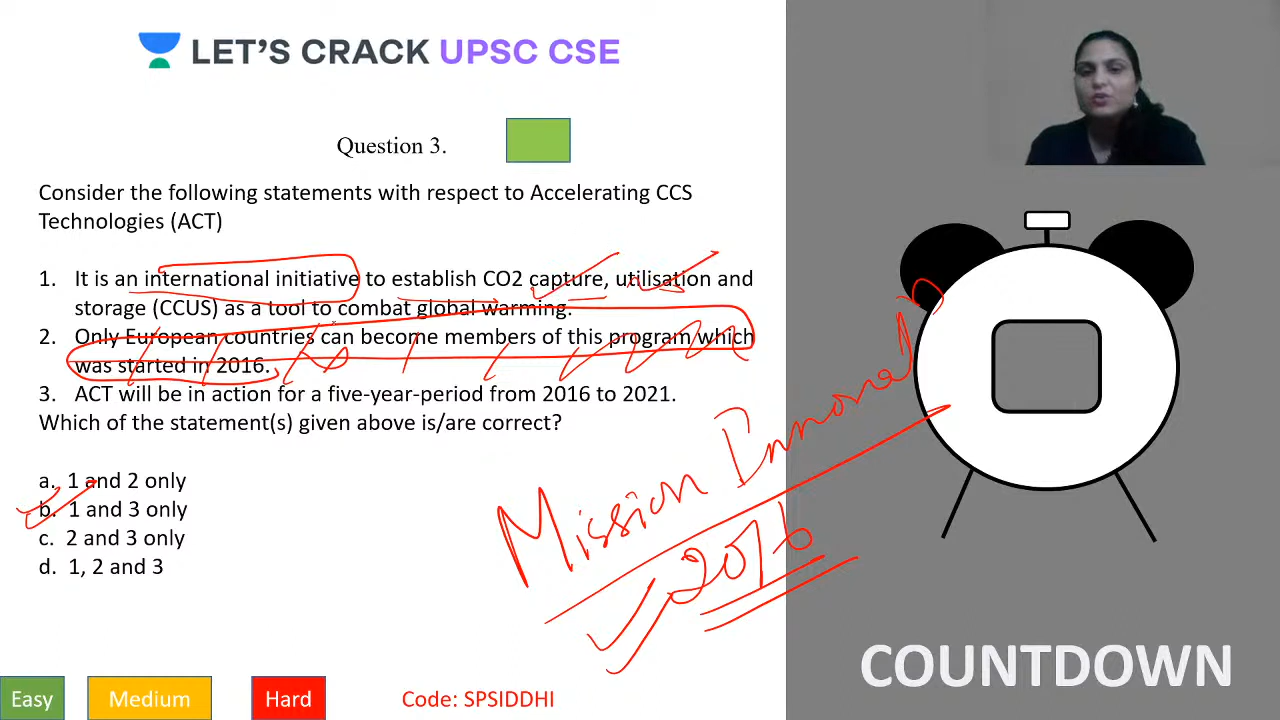 LET'S CRACK UPSC CSE
Question 3.
Consider the following statements with respect to Accelerating CCS
Technologies (ACT)
1. It is an international initiative to establish CO2 capture, utilisation and
storage (CCUS) as a tool to combat global warming.
2. Only European countries can become members of this program which
was started in 2016.
3. ACT will be in action for a five-year-period from 2016 to 2021.
Which of the statement(s) given above is/are correct?
a. 1 and 2 only
b. 1 and 3 only
c. 2 and 3 only
d. 1, 2 and 3
Mission
2016
COUNTDOWN
Easy Medium Hard Code: SPSIDDHI